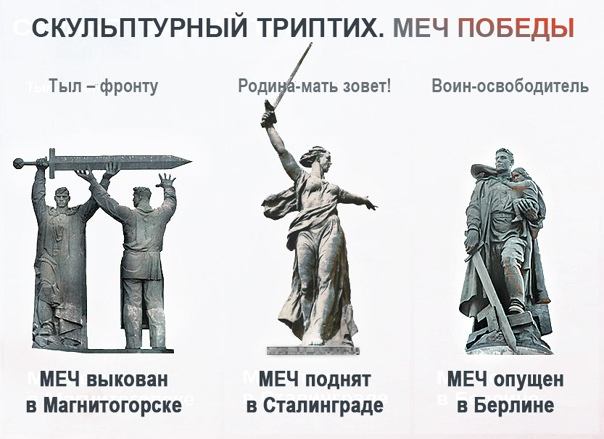 СКУЛЬПТУРНЫЙ ТРИПТИХ. МЕЧ ПОБЕДЫ
Тыл – фронту
Родина-мать зовет!
Воин-освободитель
МЕЧ выкован
в Магнитогорске
МЕЧ поднят
в Сталинграде
МЕЧ опущен
в Берлине